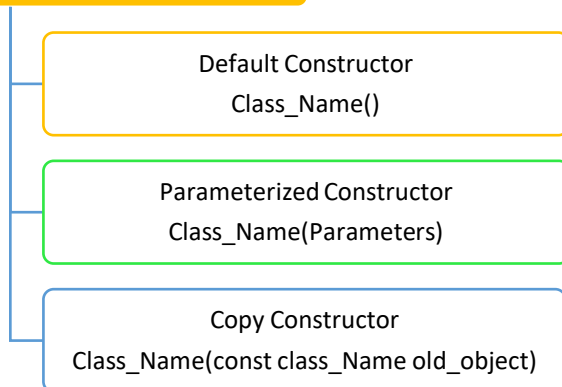 Default Constructor
Class_Name()
Parameterized Constructor
Class_Name(Parameters)
Copy Constructor
Class_Name(const class_Name old_object)